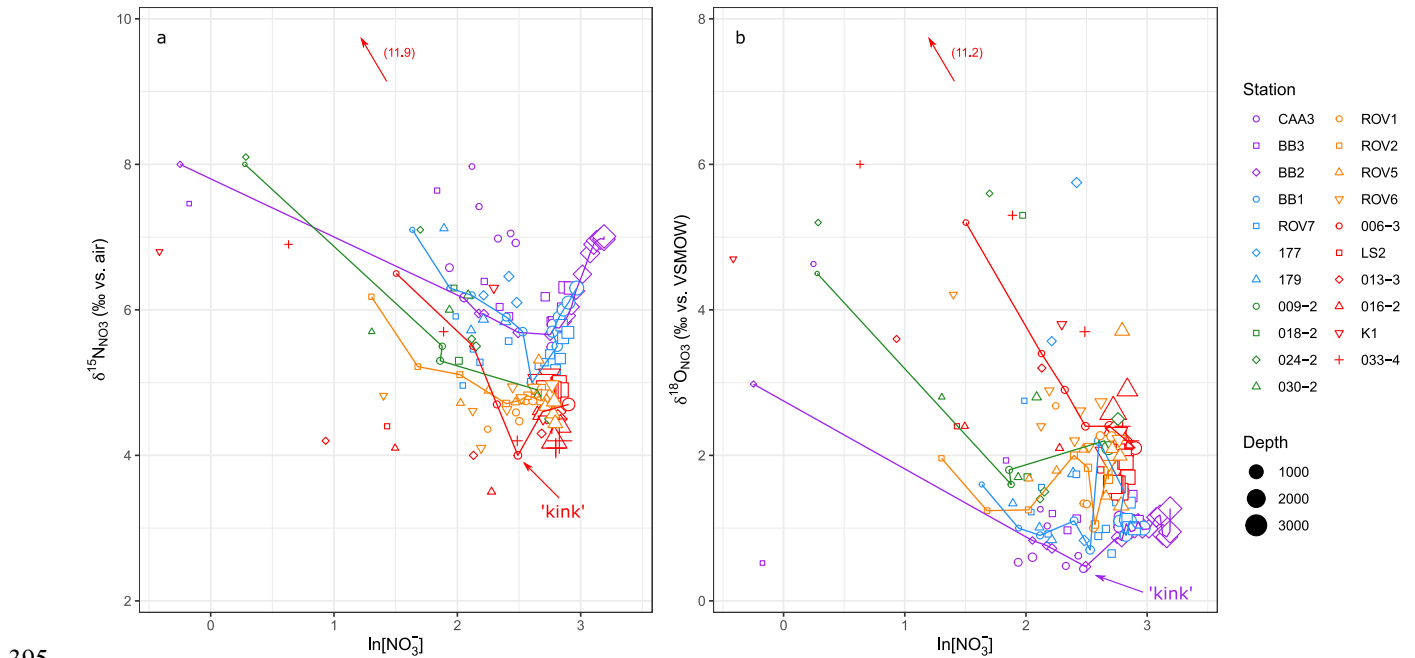 a
(11.9)
'kink'
10
8
6
4
2
0
1
2
3
δ15NNO3 (‰ vs. air)
ln[NO3-]
b
(11.2)
'kink'
8
6
4
2
0
0
1
2
3
δ18ONO3 (‰ vs. VSMOW)
ln[NO3-]
Station
CAA3
BB3
BB2
BB1
ROV7
177
179
009-2
018-2
024-2
030-2
ROV1
ROV2
ROV5
ROV6
006-3
LS2
013-3
016-2
K1
033-4
Depth
1000
2000
3000